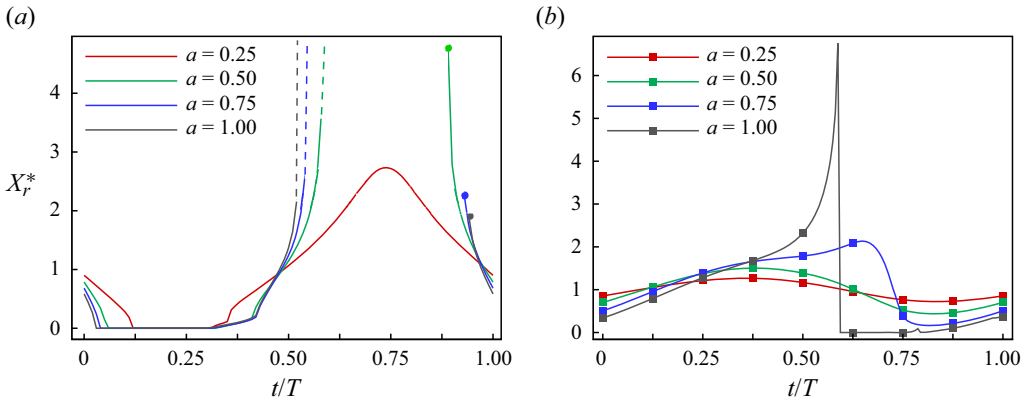 (a)
a = 0.25
a = 0.50
a = 0.75
a = 1.00
4
3
2
1
0
X_r^*
0 0.25 0.50 0.75 1.00
t/T
(b)
a = 0.25
a = 0.50
a = 0.75
a = 1.00
6
5
4
3
2
1
0
0 0.25 0.50 0.75 1.00
t/T